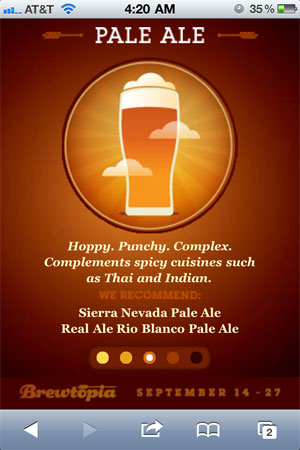 AT&T 4:20 AM 35%
PALE ALE
Hoppy. Punchy. Complex.
Complements spicy cuisines such
as Thai and Indian.
WE RECOMMEND:
Sierra Nevada Pale Ale
Real Ale Rio Blanco Pale Ale
Brewtopia SEPTEMBER 14-27
2